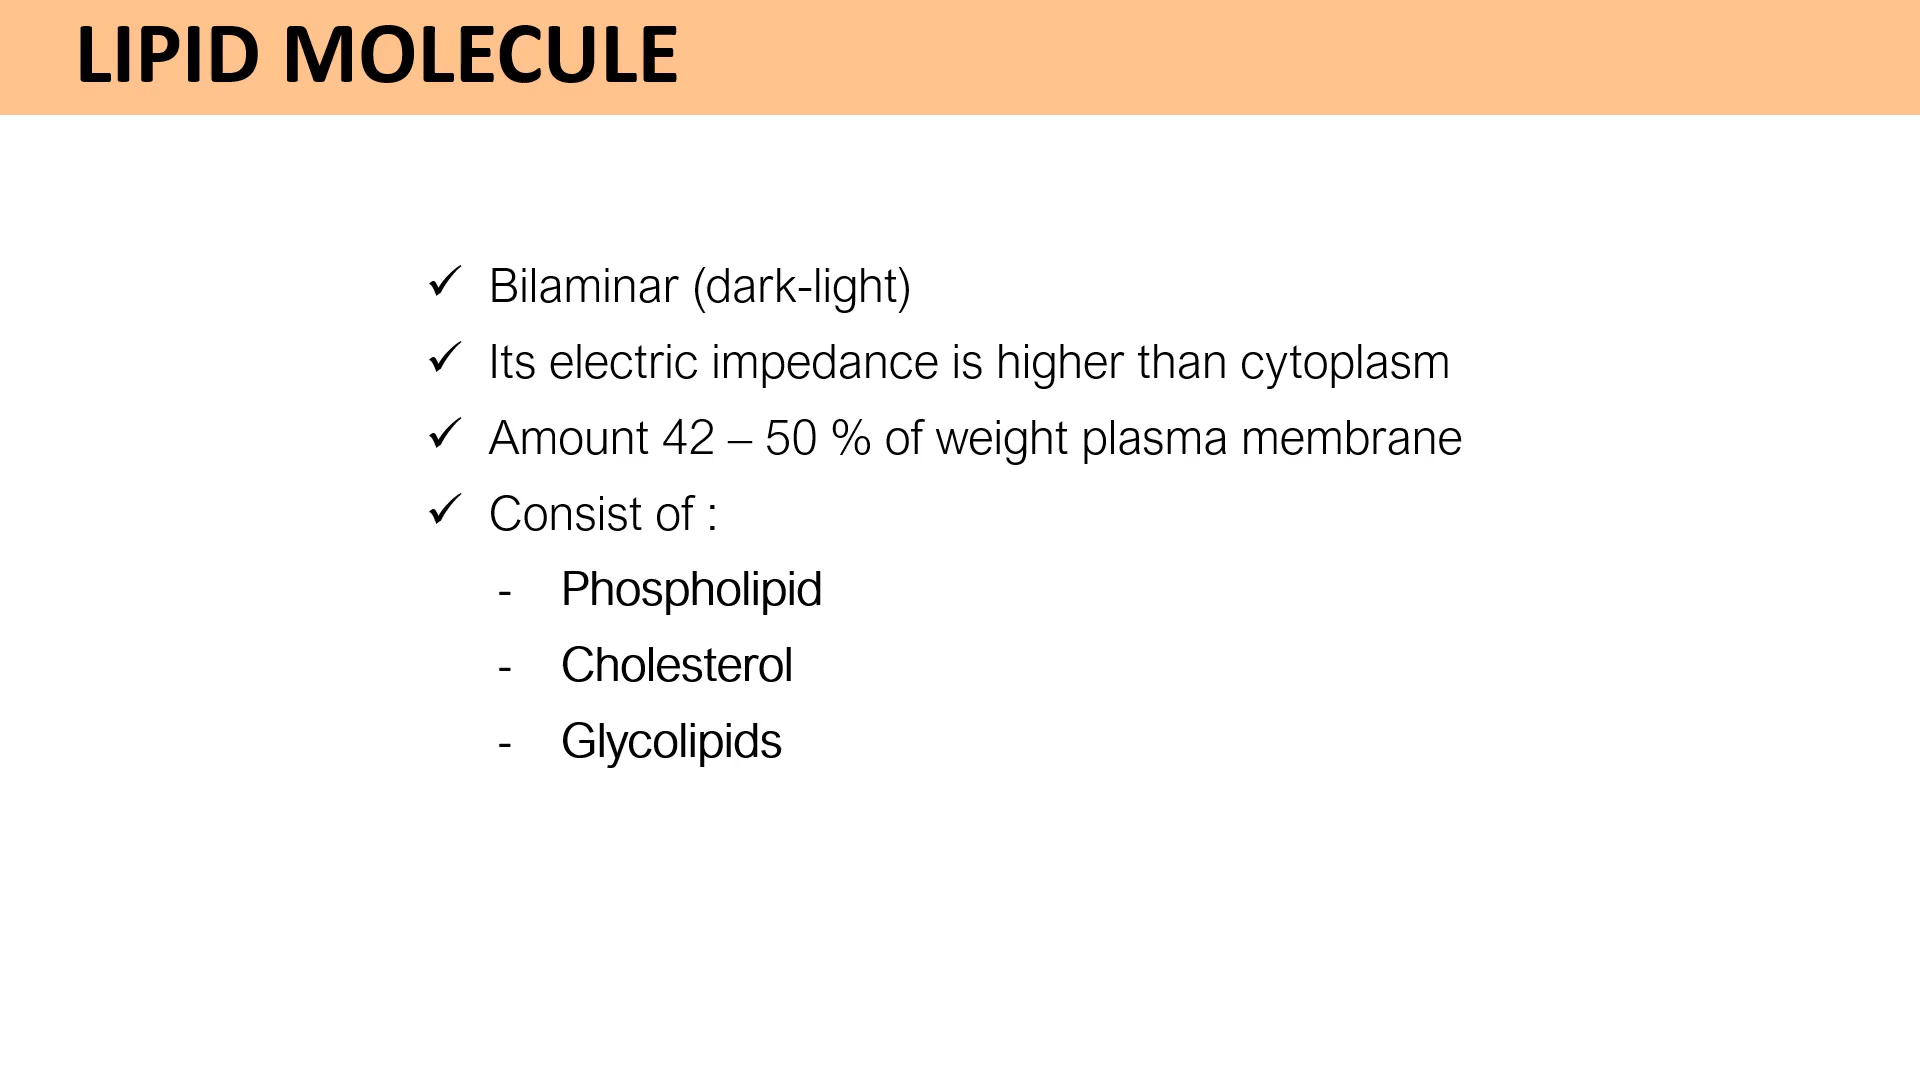 LIPID MOLECULE
✓ Bilaminar (dark-light)
✓ Its electric impedance is higher than cytoplasm
✓ Amount 42 – 50 % of weight plasma membrane
✓ Consist of :
- Phospholipid
- Cholesterol
- Glycolipids